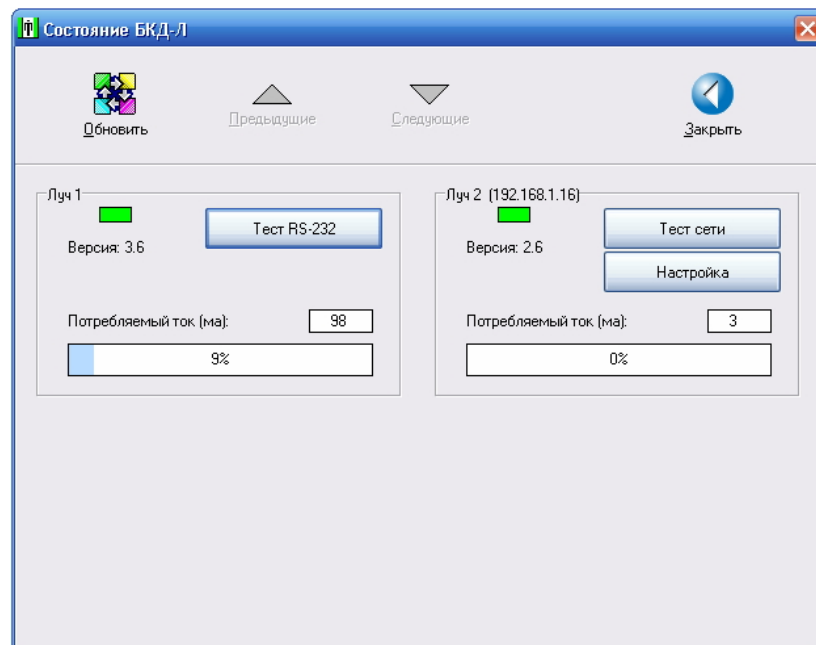 Состояние БКД-Л
Обновить
Предыдущие
Следующие
Закрыть
Луч 1
Тест RS-232
Версия: 3.6
Потребляемый ток (ма):
98
9%
Луч 2 (192.168.1.16)
Тест сети
Версия: 2.6
Настройка
Потребляемый ток (ма):
3
0%